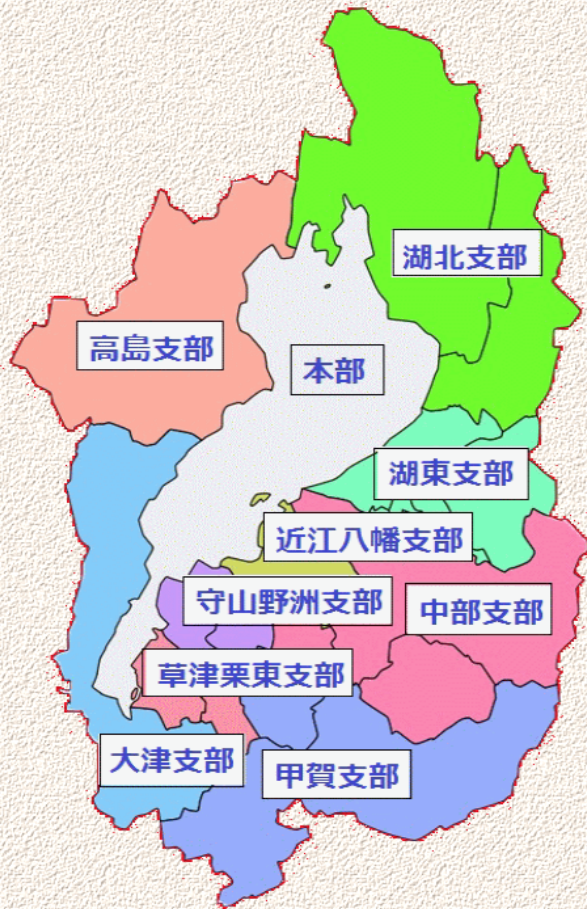 湖北支部
高島支部
本部
湖東支部
近江八幡支部
守山野洲支部
中部支部
草津栗東支部
大津支部
甲賀支部